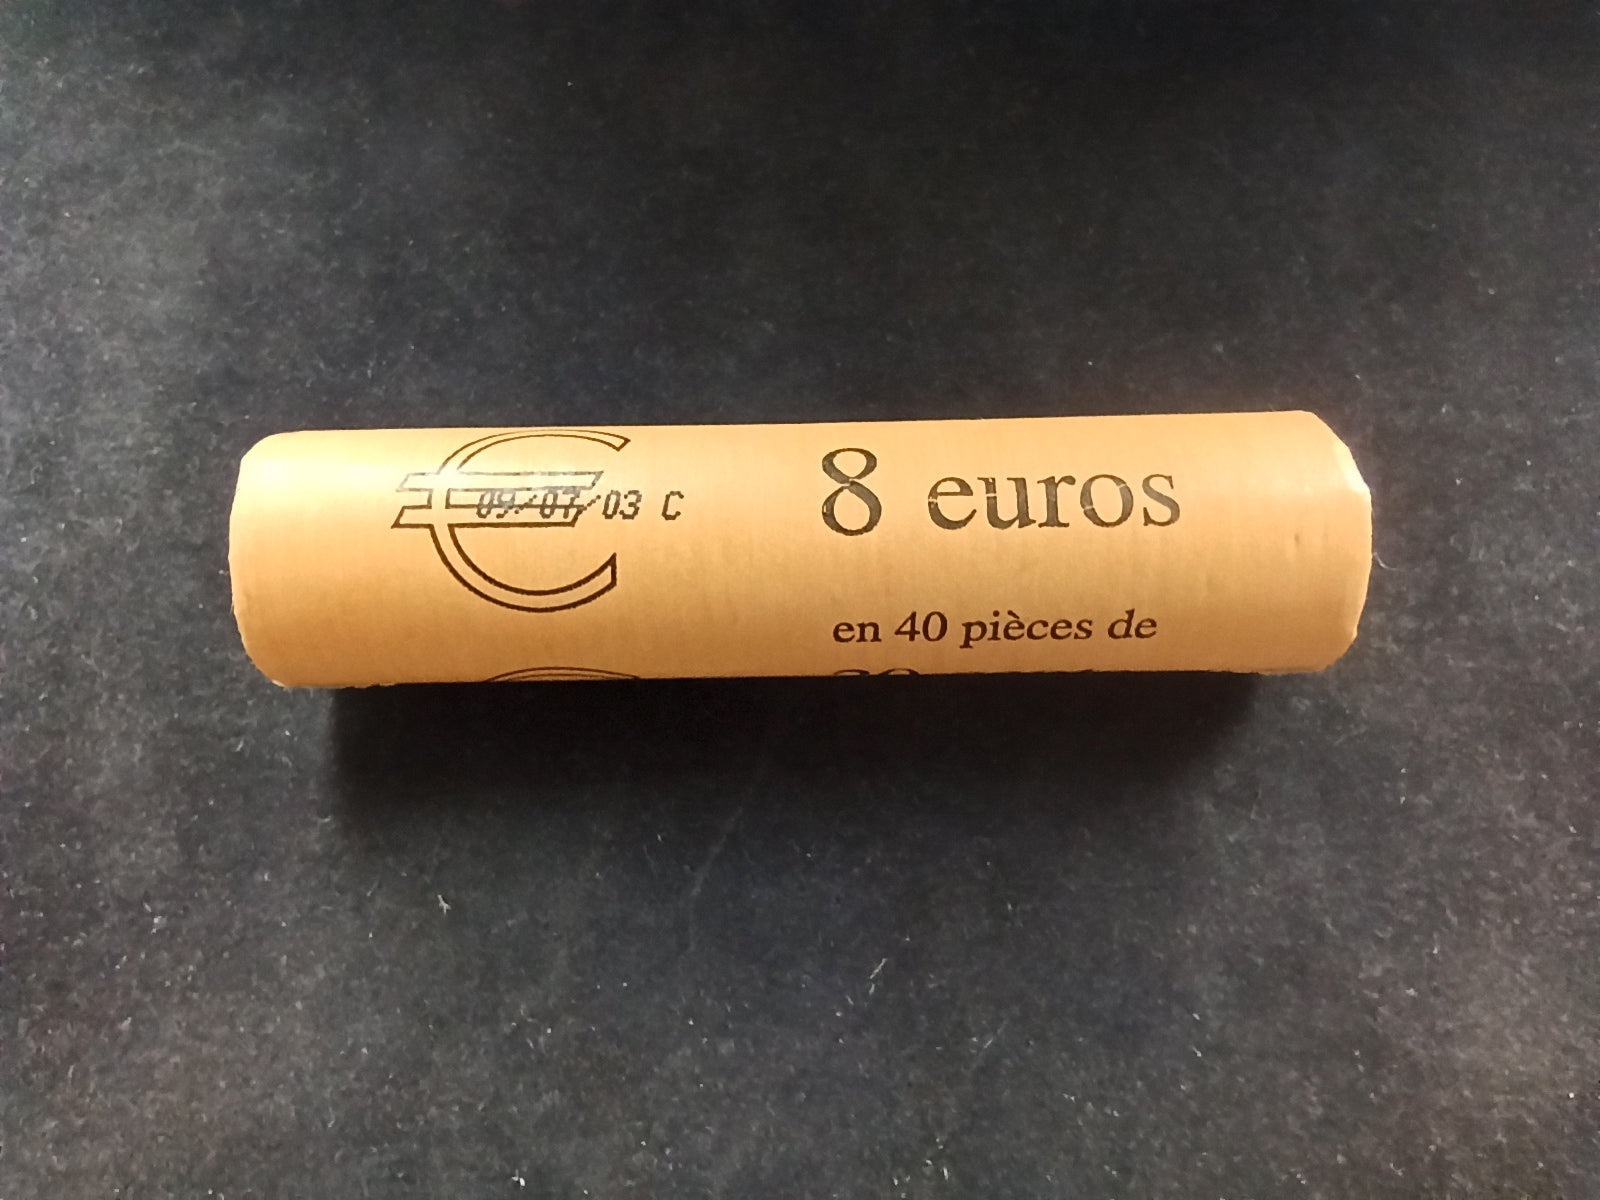 €
09/07/03 C
8 euros
en 40 pièces de